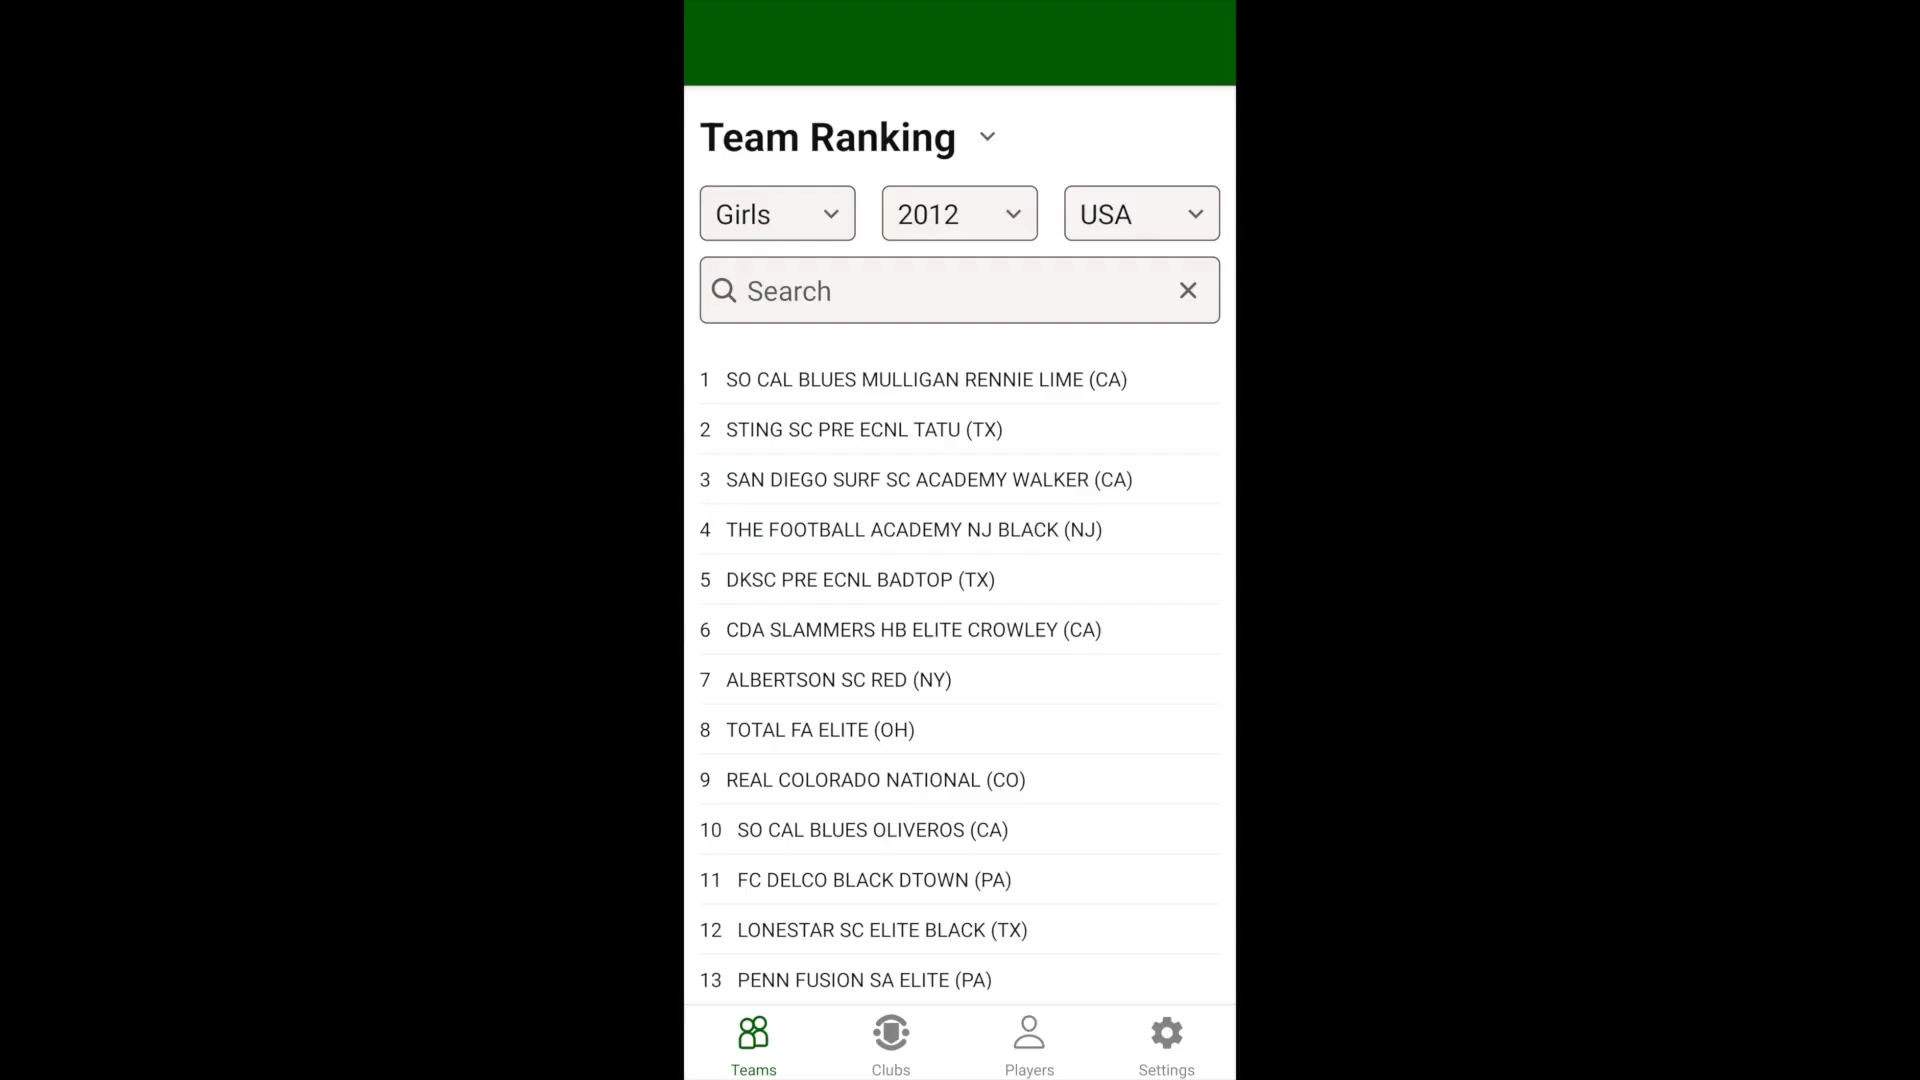 Team Ranking
Girls 2012 USA
Search
1 SO CAL BLUES MULLIGAN RENNIE LIME (CA)
2 STING SC PRE ECNL TATU (TX)
3 SAN DIEGO SURF SC ACADEMY WALKER (CA)
4 THE FOOTBALL ACADEMY NJ BLACK (NJ)
5 DKSC PRE ECNL BADTOP (TX)
6 CDA SLAMMERS HB ELITE CROWLEY (CA)
7 ALBERTSON SC RED (NY)
8 TOTAL FA ELITE (OH)
9 REAL COLORADO NATIONAL (CO)
10 SO CAL BLUES OLIVEROS (CA)
11 FC DELCO BLACK DTOWN (PA)
12 LONESTAR SC ELITE BLACK (TX)
13 PENN FUSION SA ELITE (PA)
Teams Clubs Players Settings